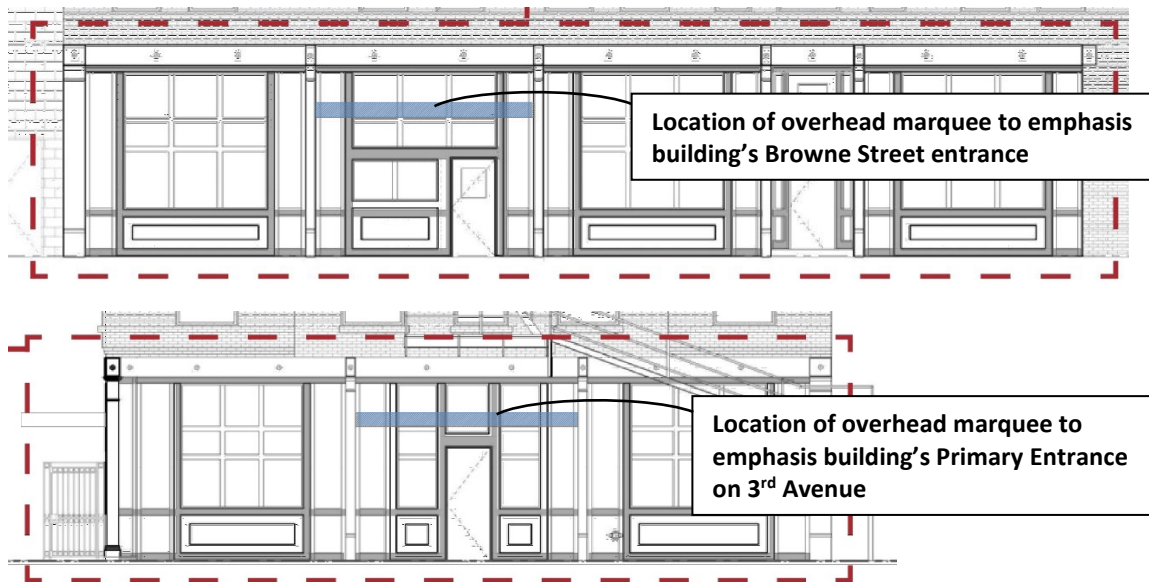 Location of overhead marquee to emphasis
building’s Browne Street entrance
Location of overhead marquee to
emphasis building’s Primary Entrance
on 3rd Avenue